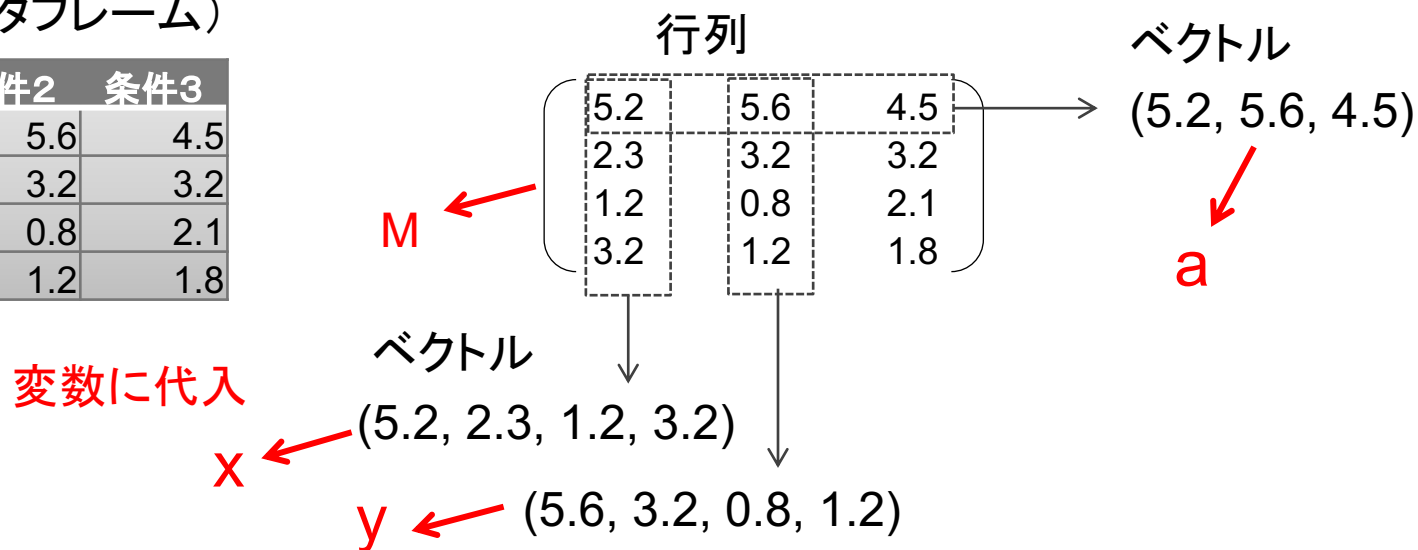 タフレーム）
件2 条件3
5.6 4.5
3.2 3.2
0.8 2.1
1.2 1.8
行列
5.2 5.6 4.5
2.3 3.2 3.2
1.2 0.8 2.1
3.2 1.2 1.8
M
ベクトル
(5.2, 5.6, 4.5)
a
変数に代入
ベクトル
(5.2, 2.3, 1.2, 3.2)
x
(5.6, 3.2, 0.8, 1.2)
y